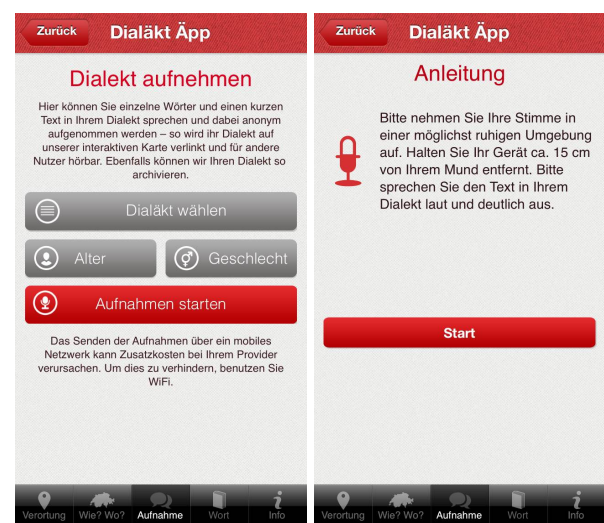 Zurück
Dialäkt Äpp
Dialekt aufnehmen
Hier können Sie einzelne Wörter und einen kurzen
Text in Ihrem Dialekt sprechen und dabei anonym
aufgenommen werden – so wird ihr Dialekt auf
unserer interaktiven Karte verlinkt und für andere
Nutzer hörbar. Ebenfalls können wir Ihren Dialekt so
archivieren.
Dialäkt wählen
Alter
Geschlecht
Aufnahmen starten
Das Senden der Aufnahmen über ein mobiles
Netzwerk kann Zusatzkosten bei Ihrem Provider
verursachen. Um dies zu verhindern, benutzen Sie
WiFi.
Verortung
Wie? Wo?
Aufnahme
Wort
Info
Zurück
Dialäkt Äpp
Anleitung
Bitte nehmen Sie Ihre Stimme in
einer möglichst ruhigen Umgebung
auf. Halten Sie Ihr Gerät ca. 15 cm
von Ihrem Mund entfernt. Bitte
sprechen Sie den Text in Ihrem
Dialekt laut und deutlich aus.
Start
Verortung
Wie? Wo?
Aufnahme
Wort
Info